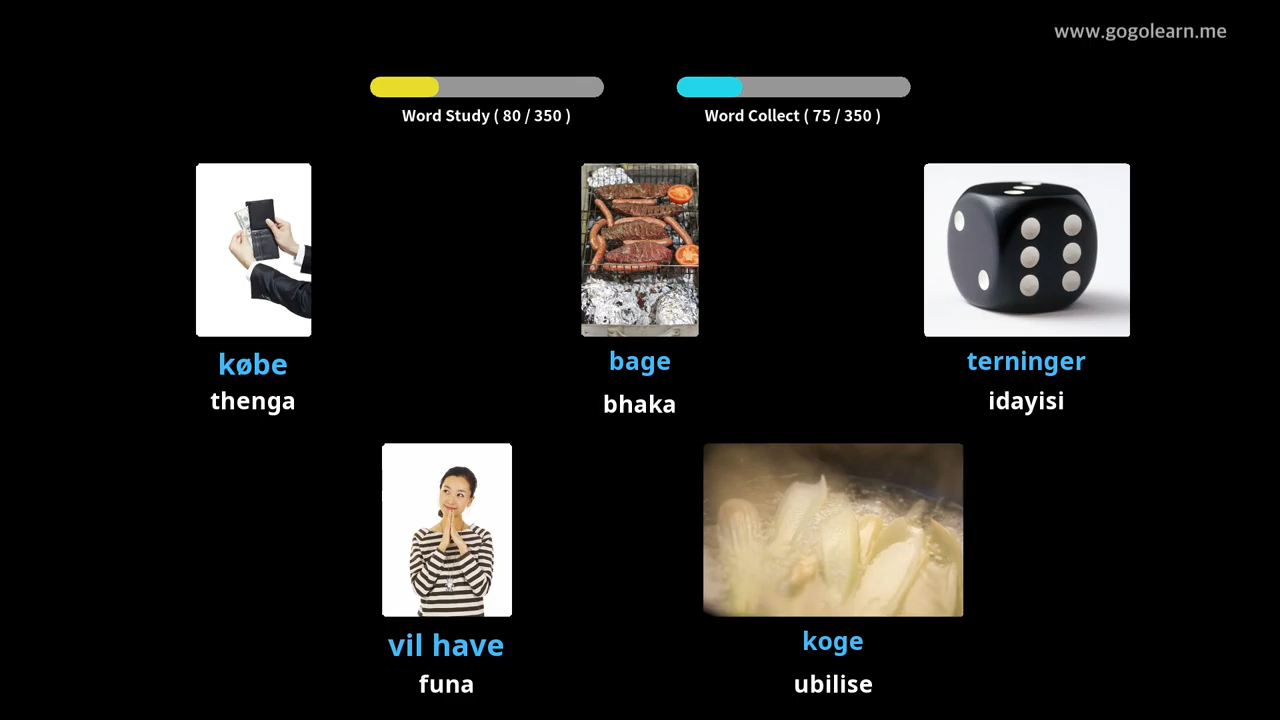 www.gogolearn.me
Word Study ( 80 / 350 )
Word Collect ( 75 / 350 )
købe
thenga
bage
bhaka
terninger
idayisi
vil have
funa
koge
ubilise